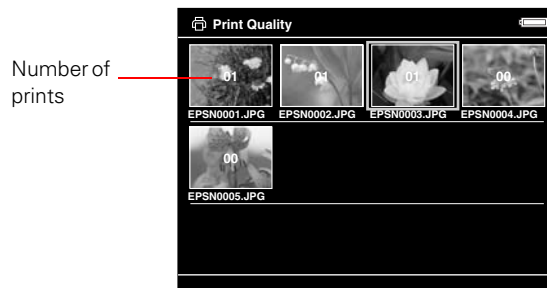 Print Quality
Number of
prints
01 01 01 00
EPSN0001.JPG EPSN0002.JPG EPSN0003.JPG EPSN0004.JPG
00
EPSN0005.JPG